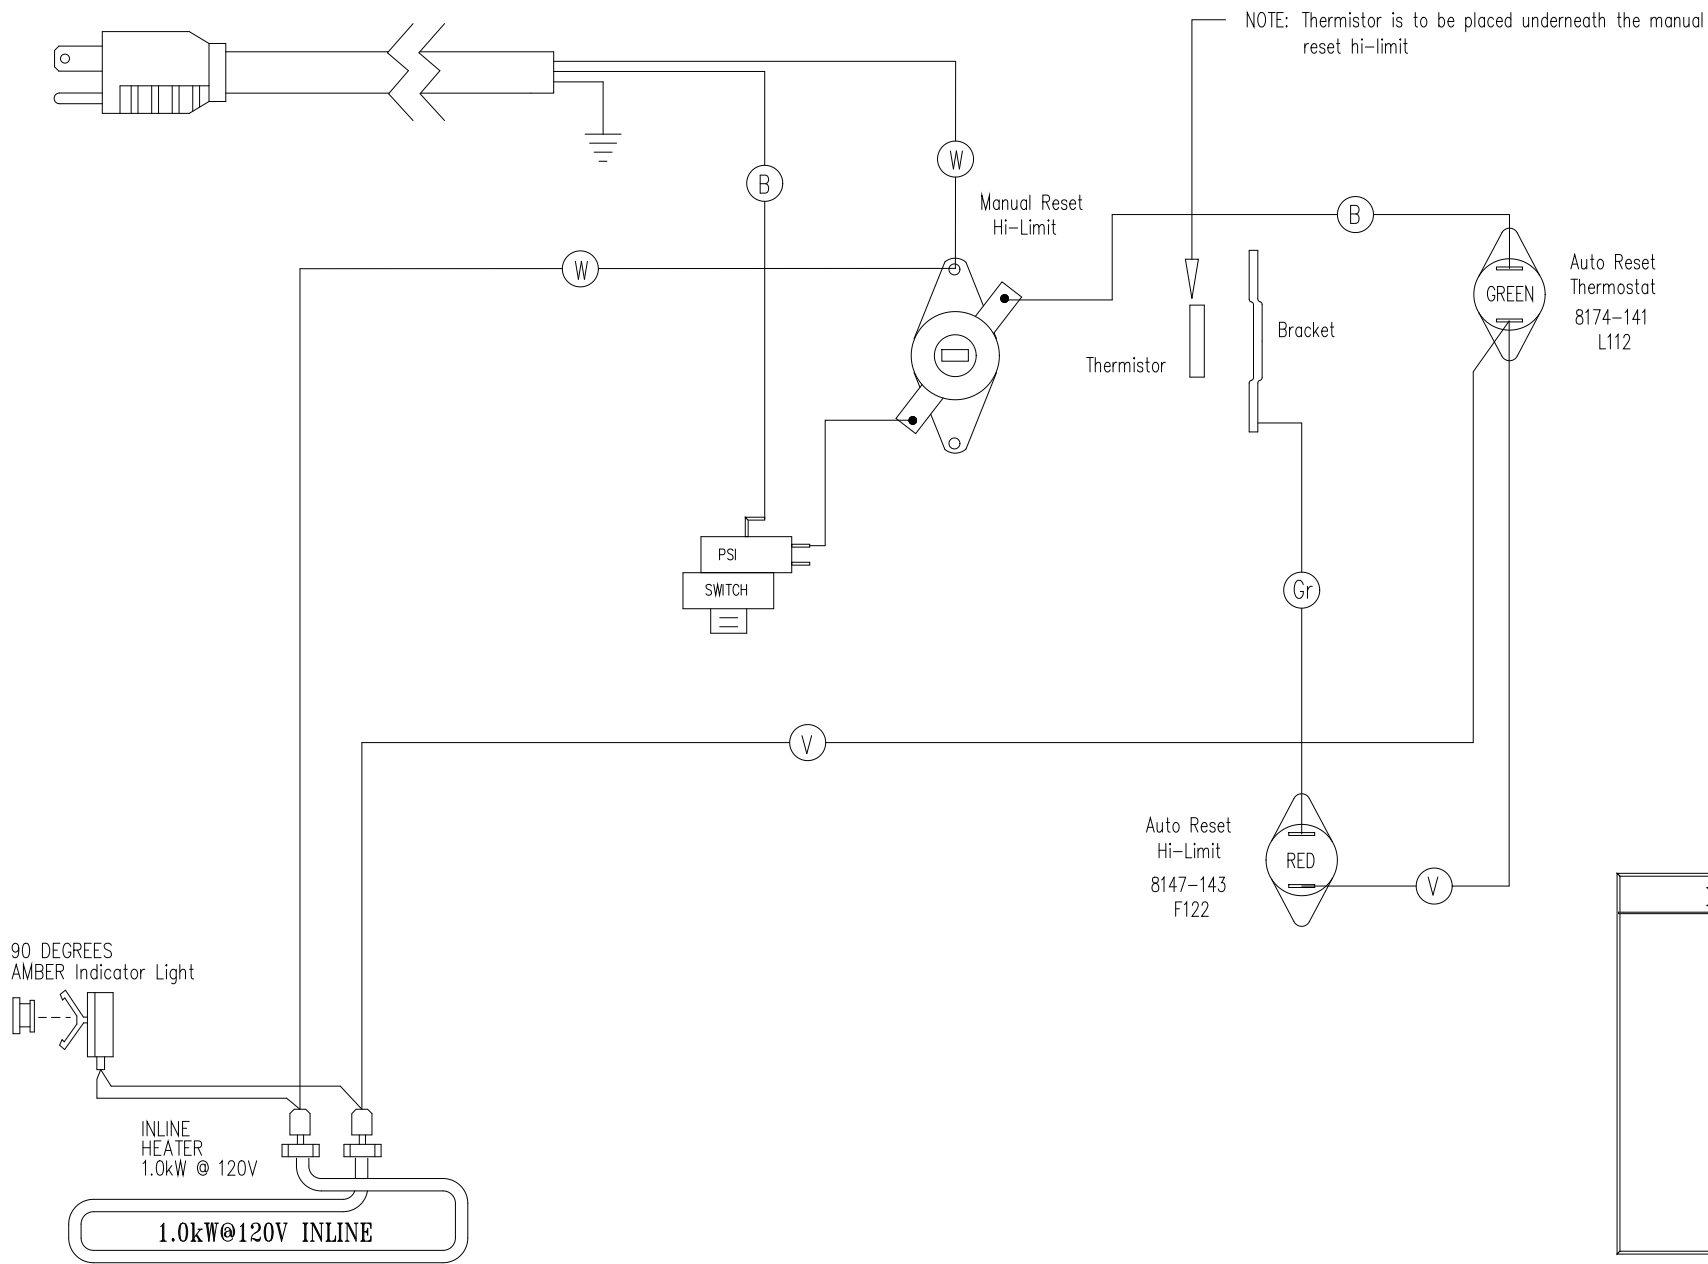 NOTE: Thermistor is to be placed underneath the manual
reset hi-limit
W
B
Manual Reset
Hi-Limit
B
W
Auto Reset
Thermostat
8174-141
L112
GREEN
Bracket
Thermistor
PSI
SWITCH
Gr
V
Auto Reset
Hi-Limit
8147-143
F122
RED
V
90 DEGREES
AMBER Indicator Light
INLINE
HEATER
1.0kW @ 120V
1.0kW@120V INLINE